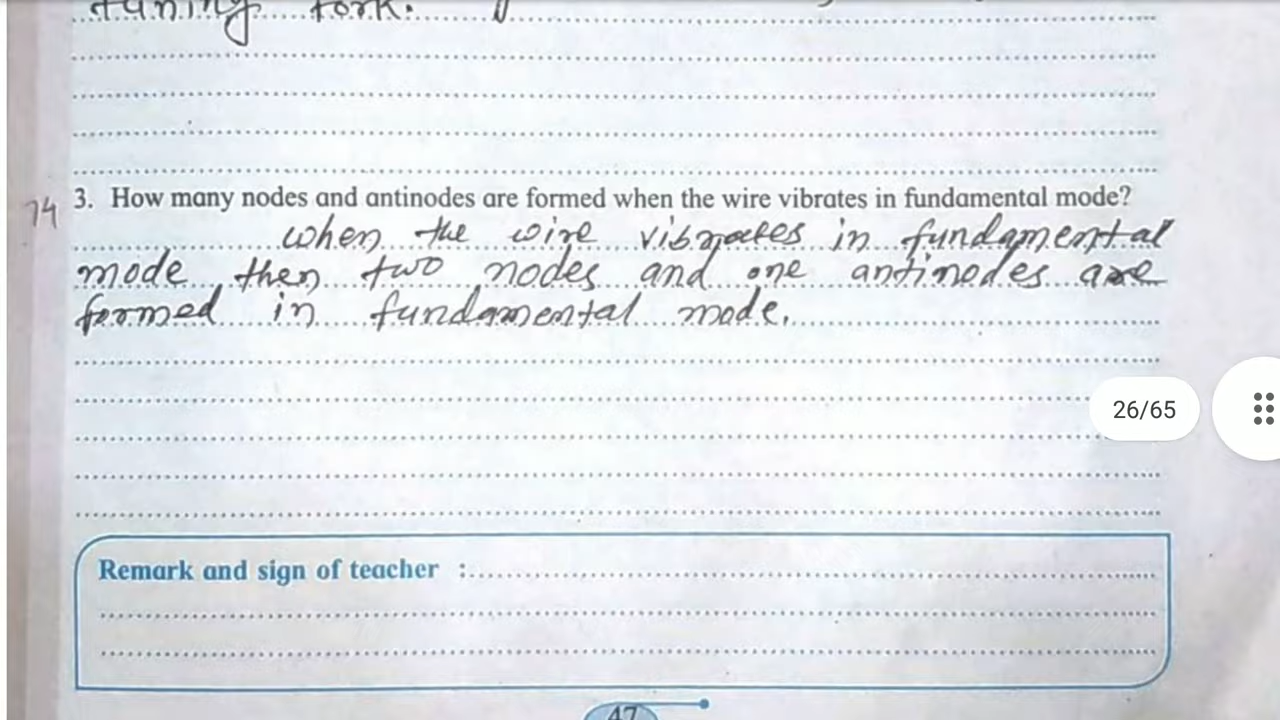 tuning fork.
74
3. How many nodes and antinodes are formed when the wire vibrates in fundamental mode?
when the wire vibrates in fundamental
mode, then two nodes and one antinodes are
formed in fundamental mode.
26/65
Remark and sign of teacher :
47